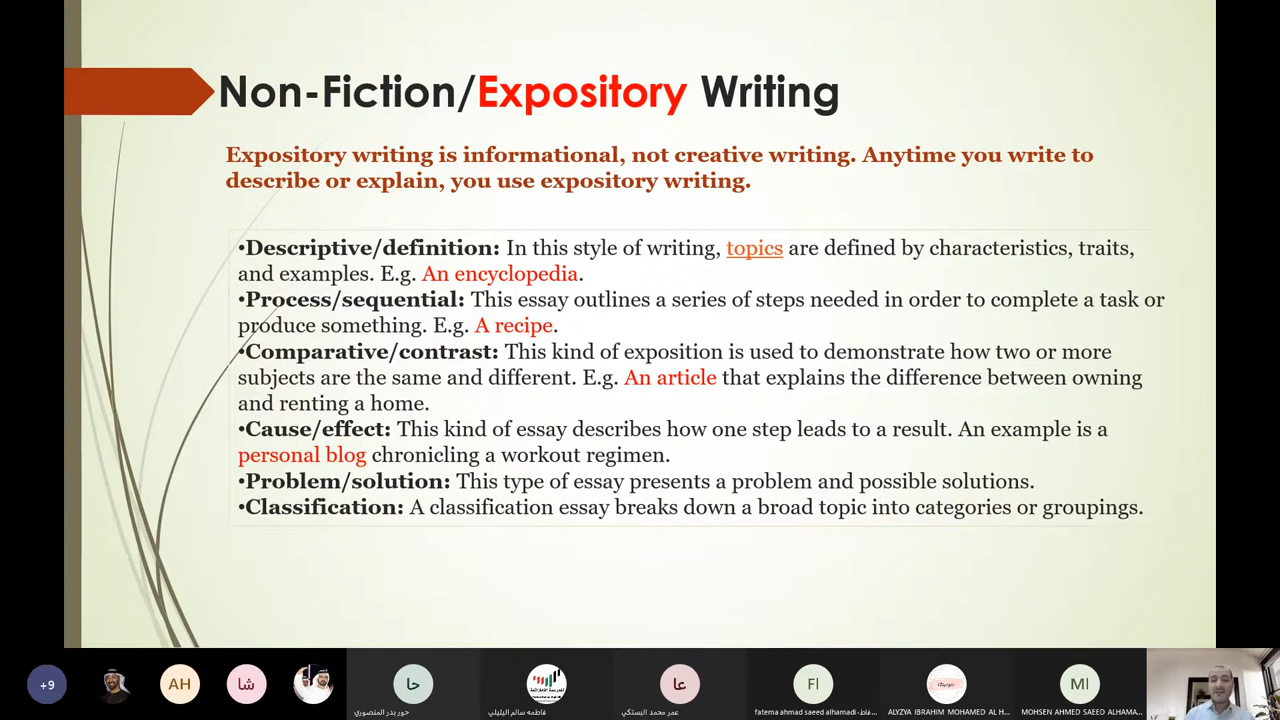 Non-Fiction/Expository Writing
Expository writing is informational, not creative writing. Anytime you write to
describe or explain, you use expository writing.
•Descriptive/definition: In this style of writing, topics are defined by characteristics, traits,
and examples. E.g. An encyclopedia.
•Process/sequential: This essay outlines a series of steps needed in order to complete a task or
produce something. E.g. A recipe.
•Comparative/contrast: This kind of exposition is used to demonstrate how two or more
subjects are the same and different. E.g. An article that explains the difference between owning
and renting a home.
•Cause/effect: This kind of essay describes how one step leads to a result. An example is a
personal blog chronicling a workout regimen.
•Problem/solution: This type of essay presents a problem and possible solutions.
•Classification: A classification essay breaks down a broad topic into categories or groupings.
+9
AH
شا
حا
عا
FI
MI
حور بدر المنصوري
فاطمه سالم اليليلي
عمر محمد البستكي
fatema ahmad saeed alhamadi-فاط...
ALYZYA IBRAHIM MOHAMED AL H...
MOHSEN AHMED SAEED ALHAMA...